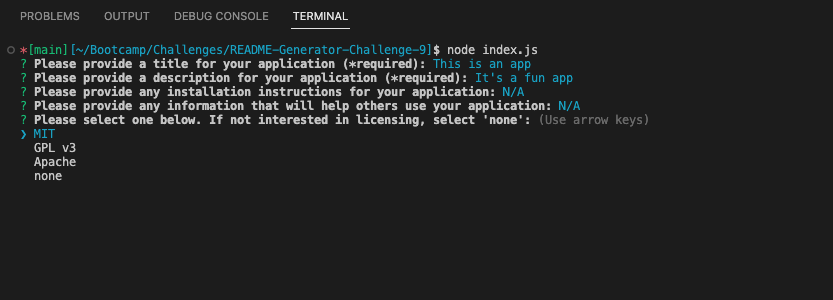 PROBLEMS OUTPUT DEBUG CONSOLE TERMINAL
*[main][~/Bootcamp/Challenges/README-Generator-Challenge-9]$ node index.js
? Please provide a title for your application (*required): This is an app
? Please provide a description for your application (*required): It's a fun app
? Please provide any installation instructions for your application: N/A
? Please provide any information that will help others use your application: N/A
? Please select one below. If not interested in licensing, select 'none': (Use arrow keys)
❯ MIT
GPL v3
Apache
none